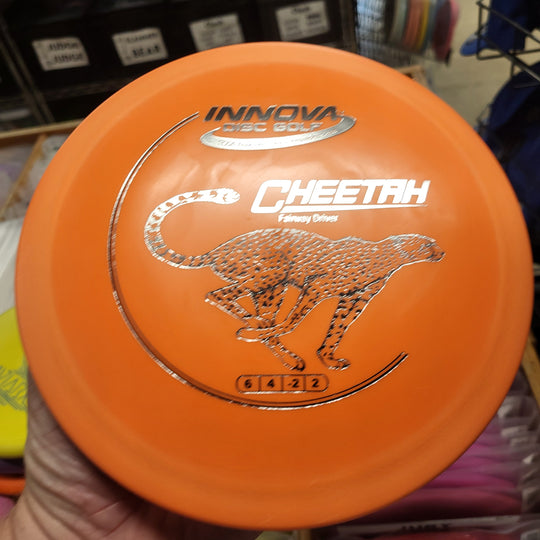 INNOVA
DISC GOLF
CHEETAH
Fairway Driver
6 4 -2 2